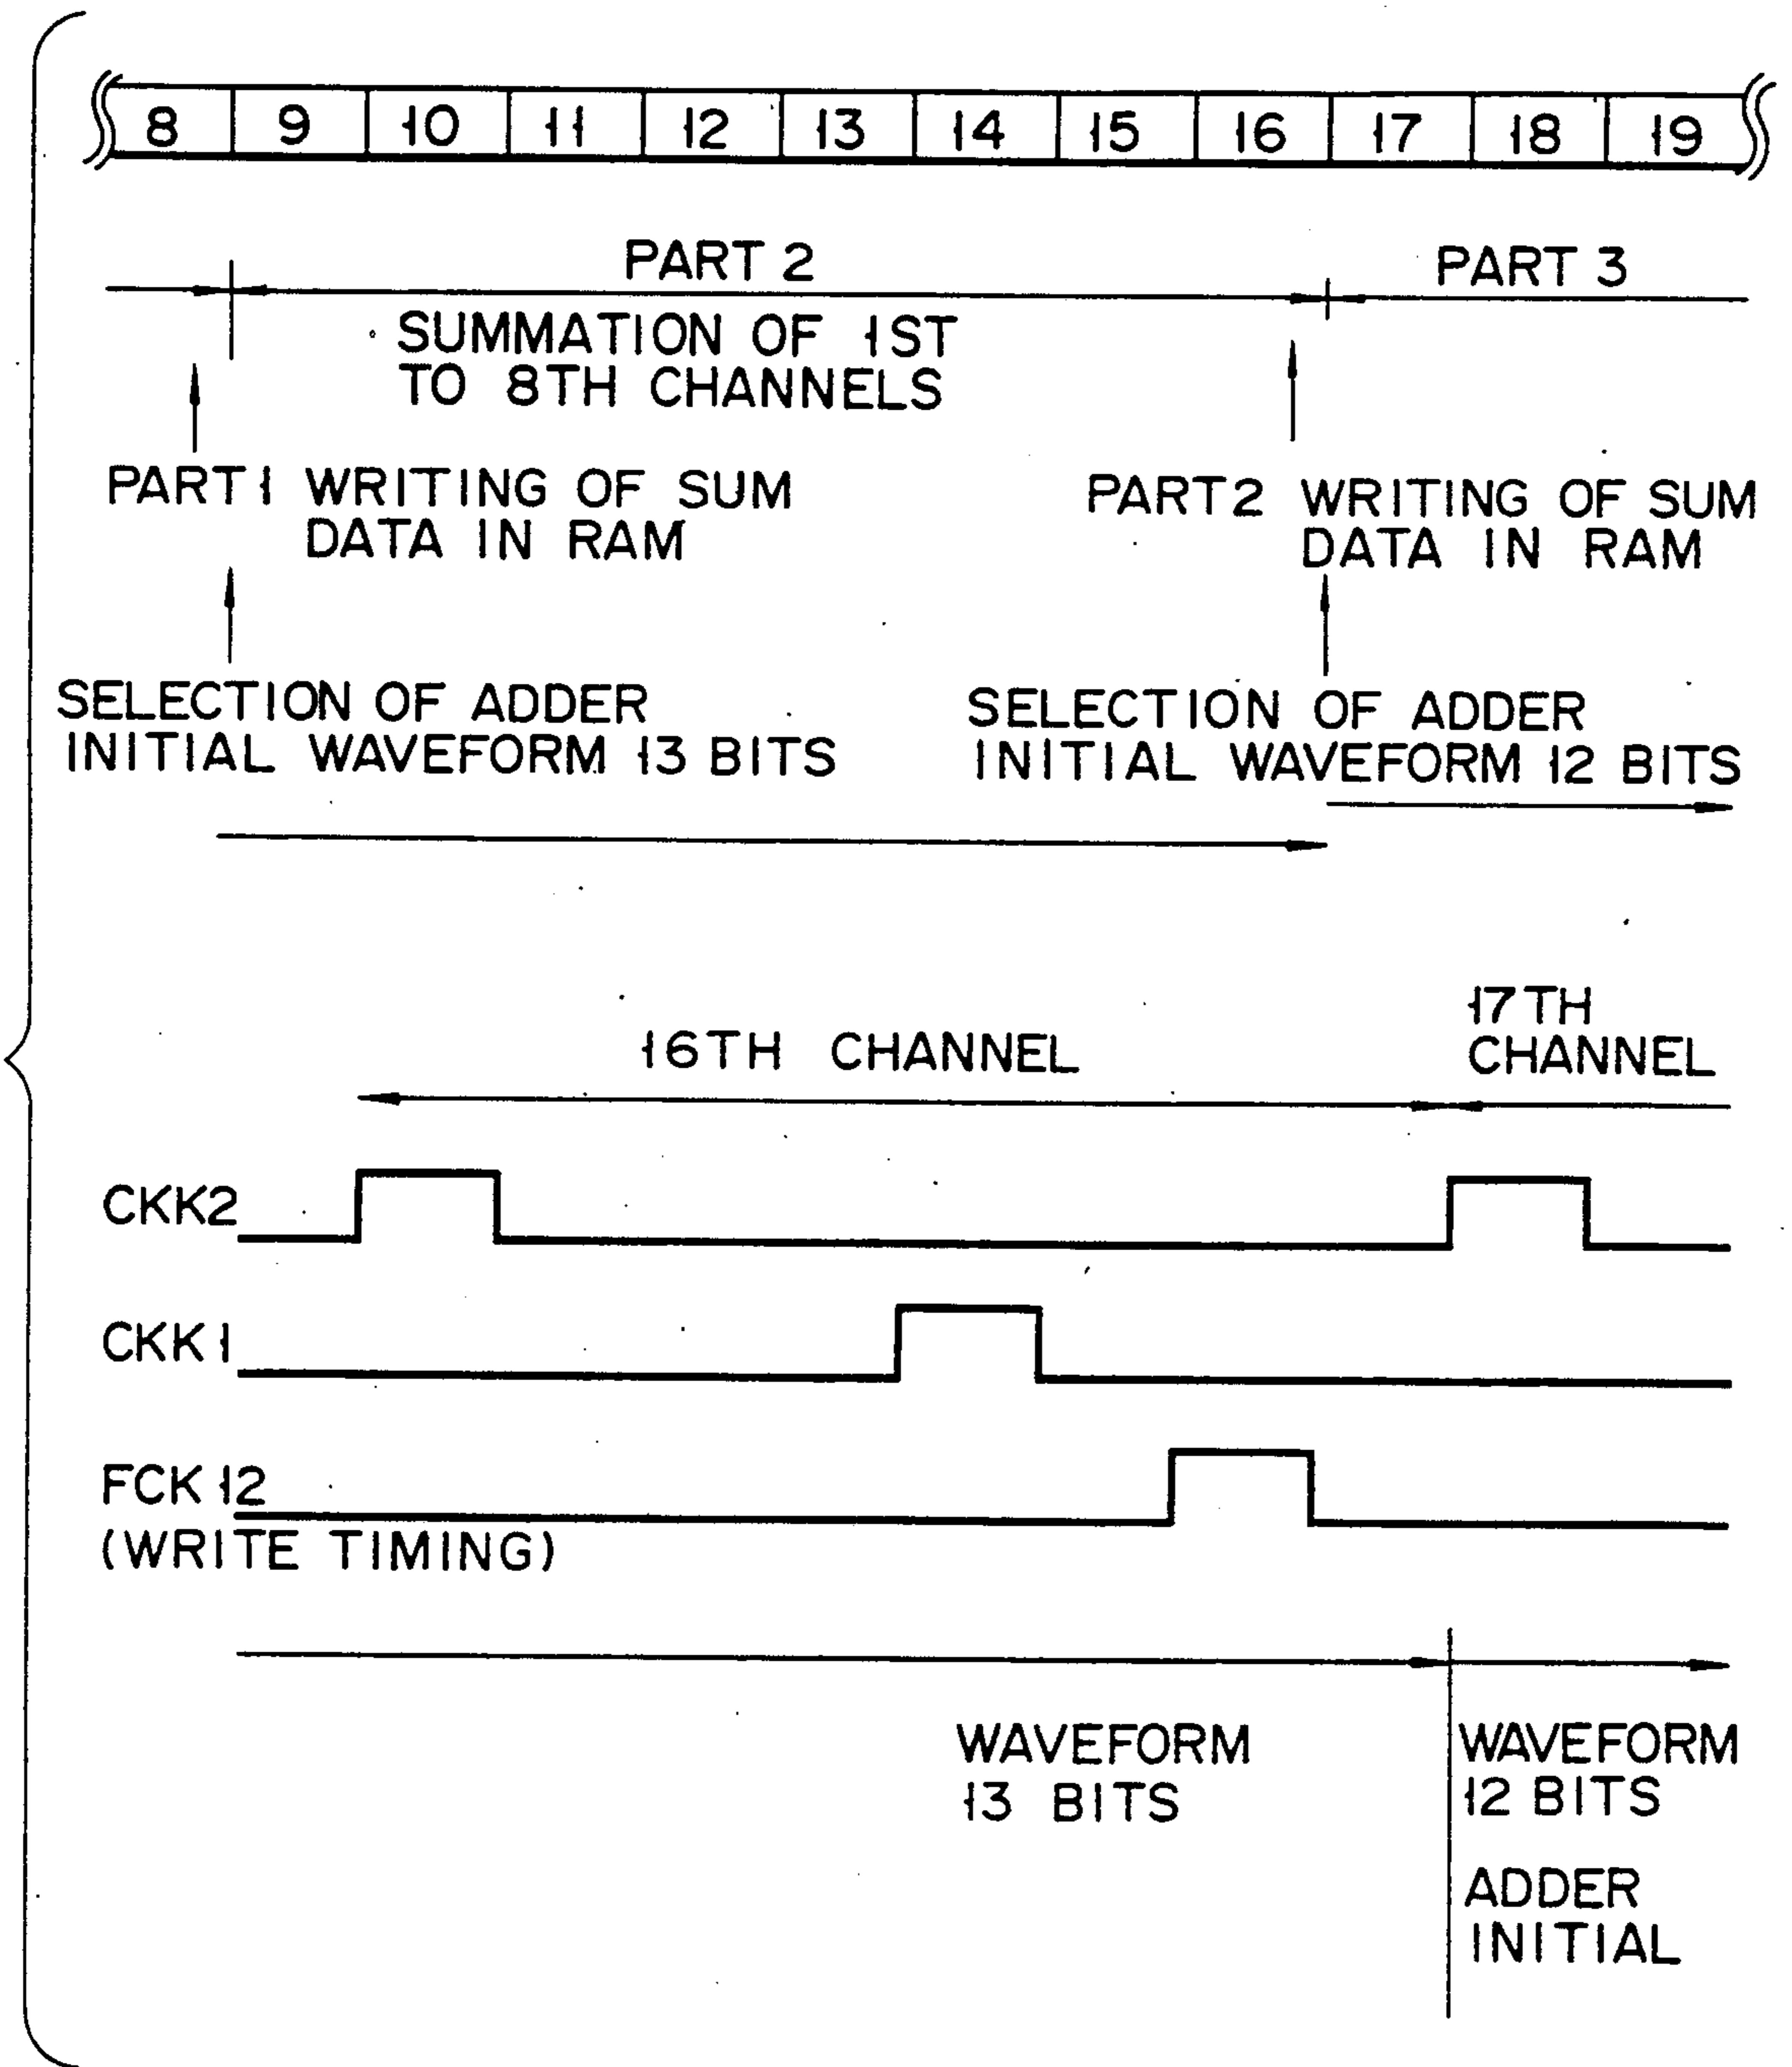 8 9 10 11 12 13 14 15 16 17 18 19
PART 2
PART 3
SUMMATION OF 1ST
TO 8TH CHANNELS
PART 1 WRITING OF SUM
DATA IN RAM
PART 2 WRITING OF SUM
DATA IN RAM
SELECTION OF ADDER
INITIAL WAVEFORM 13 BITS
SELECTION OF ADDER
INITIAL WAVEFORM 12 BITS
16TH CHANNEL
17TH
CHANNEL
CKK2
CKK1
FCK12
(WRITE TIMING)
WAVEFORM
13 BITS
WAVEFORM
12 BITS
ADDER
INITIAL